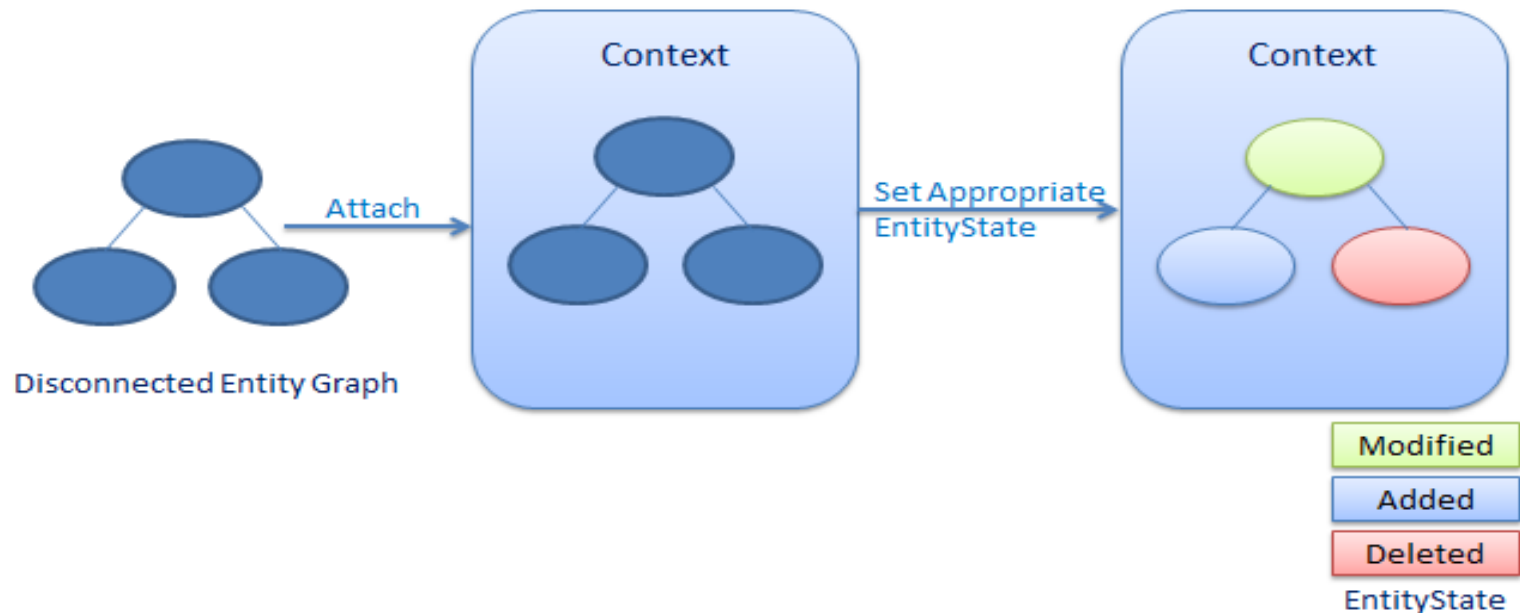 Context
Context
Attach
Set Appropriate
EntityState
Disconnected Entity Graph
Modified
Added
Deleted
EntityState